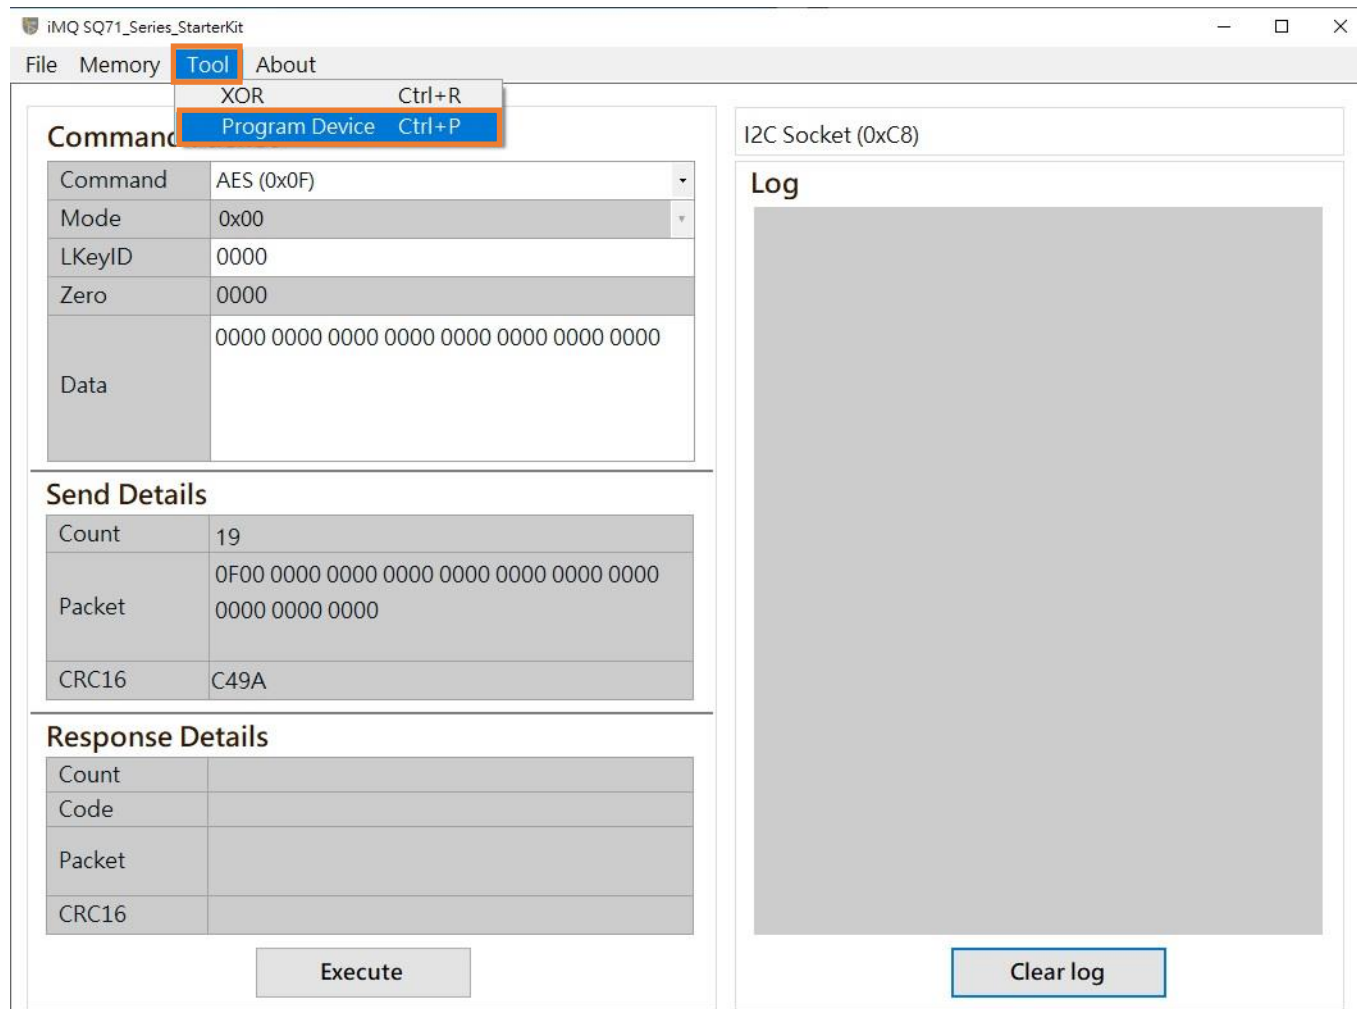 iMQ SQ71_Series_StarterKit
File Memory Tool About
XOR Ctrl+R
Program Device Ctrl+P
Command
Command AES (0x0F)
Mode 0x00
LKeyID 0000
Zero 0000
Data 0000 0000 0000 0000 0000 0000 0000 0000
Send Details
Count 19
Packet 0F00 0000 0000 0000 0000 0000 0000 0000
0000 0000 0000
CRC16 C49A
Response Details
Count
Code
Packet
CRC16
Execute
I2C Socket (0xC8)
Log
Clear log